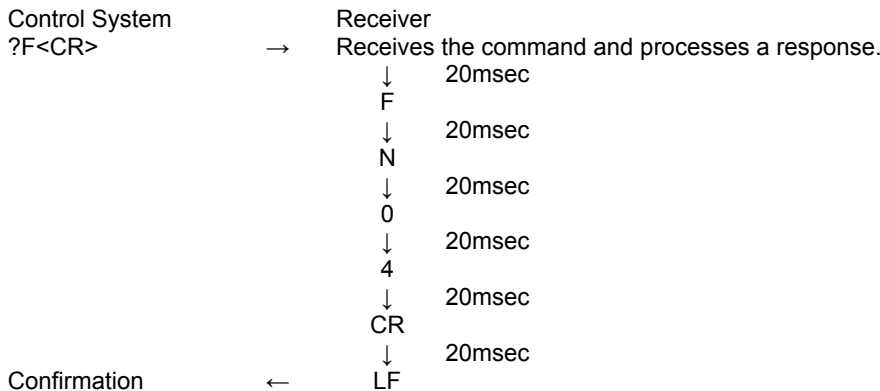 Control System Receiver
?F<CR> → Receives the command and processes a response.
↓ 20msec
F
↓ 20msec
N
↓ 20msec
0
↓ 20msec
4
↓ 20msec
CR
↓ 20msec
Confirmation ← LF